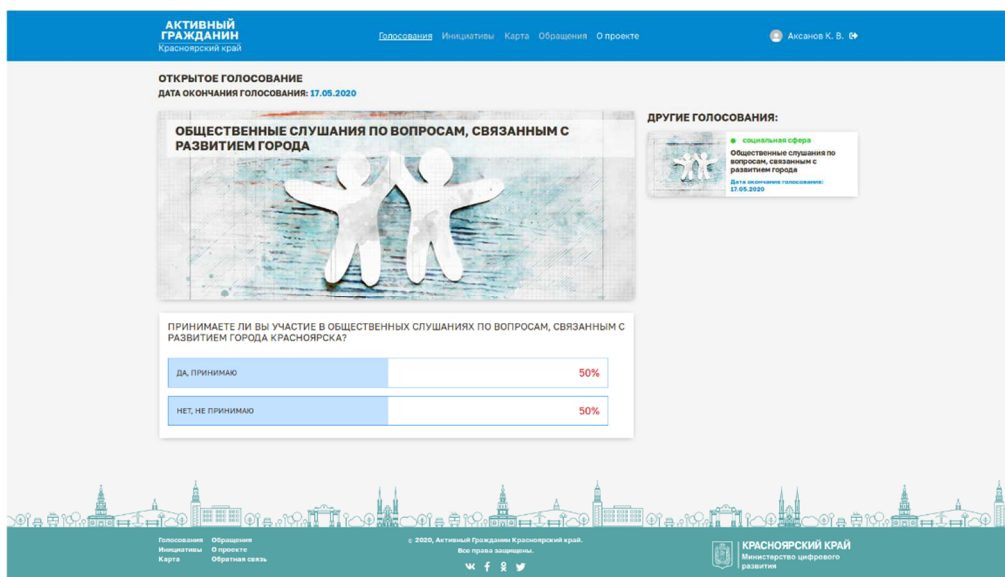 АКТИВНЫЙ
ГРАЖДАНИН
Красноярский край
Голосования Инициативы Карта Обращения О проекте
Аксанов К. В.
ОТКРЫТОЕ ГОЛОСОВАНИЕ
ДАТА ОКОНЧАНИЯ ГОЛОСОВАНИЯ: 17.05.2020
ОБЩЕСТВЕННЫЕ СЛУШАНИЯ ПО ВОПРОСАМ, СВЯЗАННЫМ С
РАЗВИТИЕМ ГОРОДА
ДРУГИЕ ГОЛОСОВАНИЯ:
социальная сфера
Общественные слушания по
вопросам, связанным с
развитием города
Дата окончания голосования:
17.05.2020
ПРИНИМАЕТЕ ЛИ ВЫ УЧАСТИЕ В ОБЩЕСТВЕННЫХ СЛУШАНИЯХ ПО ВОПРОСАМ, СВЯЗАННЫМ С
РАЗВИТИЕМ ГОРОДА КРАСНОЯРСКА?
ДА, ПРИНИМАЮ 50%
НЕТ, НЕ ПРИНИМАЮ 50%
Голосования Обращения
Инициативы О проекте
Карта Обратная связь
© 2020, Активный Гражданин Красноярский край.
Все права защищены.
КРАСНОЯРСКИЙ КРАЙ
Министерство цифрового
развития